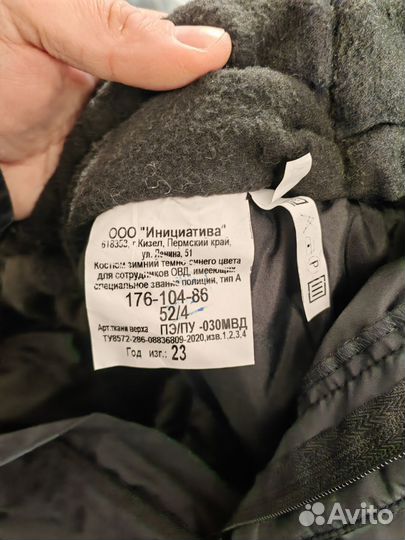 ООО "Инициатива"
618353, г Кизел, Пермский край,
ул. Ленина, 51
Костюм зимний темно-синего цвета
для сотрудников ОВД, имеющих
специальное звание полиции, тип А
176-104-86
52/4
Арт.ткани верха ПЭ/ПУ -030МВД
ТУ8572-286-08836809-2020,изв.1,2,3,4
Год изг.: 23
Avito